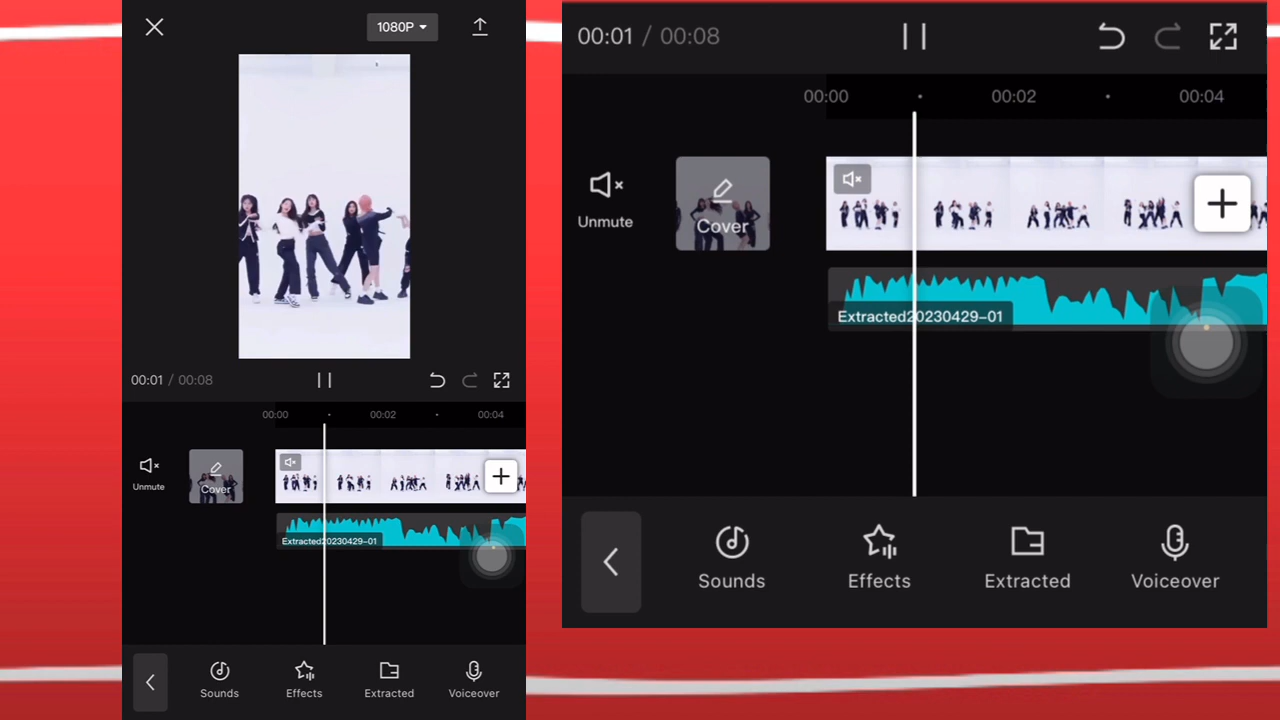 1080P
00:01 / 00:08
00:00
00:02
00:04
Unmute
Cover
Extracted20230429-01
Sounds
Effects
Extracted
Voiceover
00:01 / 00:08
00:00
00:02
00:04
Unmute
Cover
Extracted20230429-01
Sounds
Effects
Extracted
Voiceover